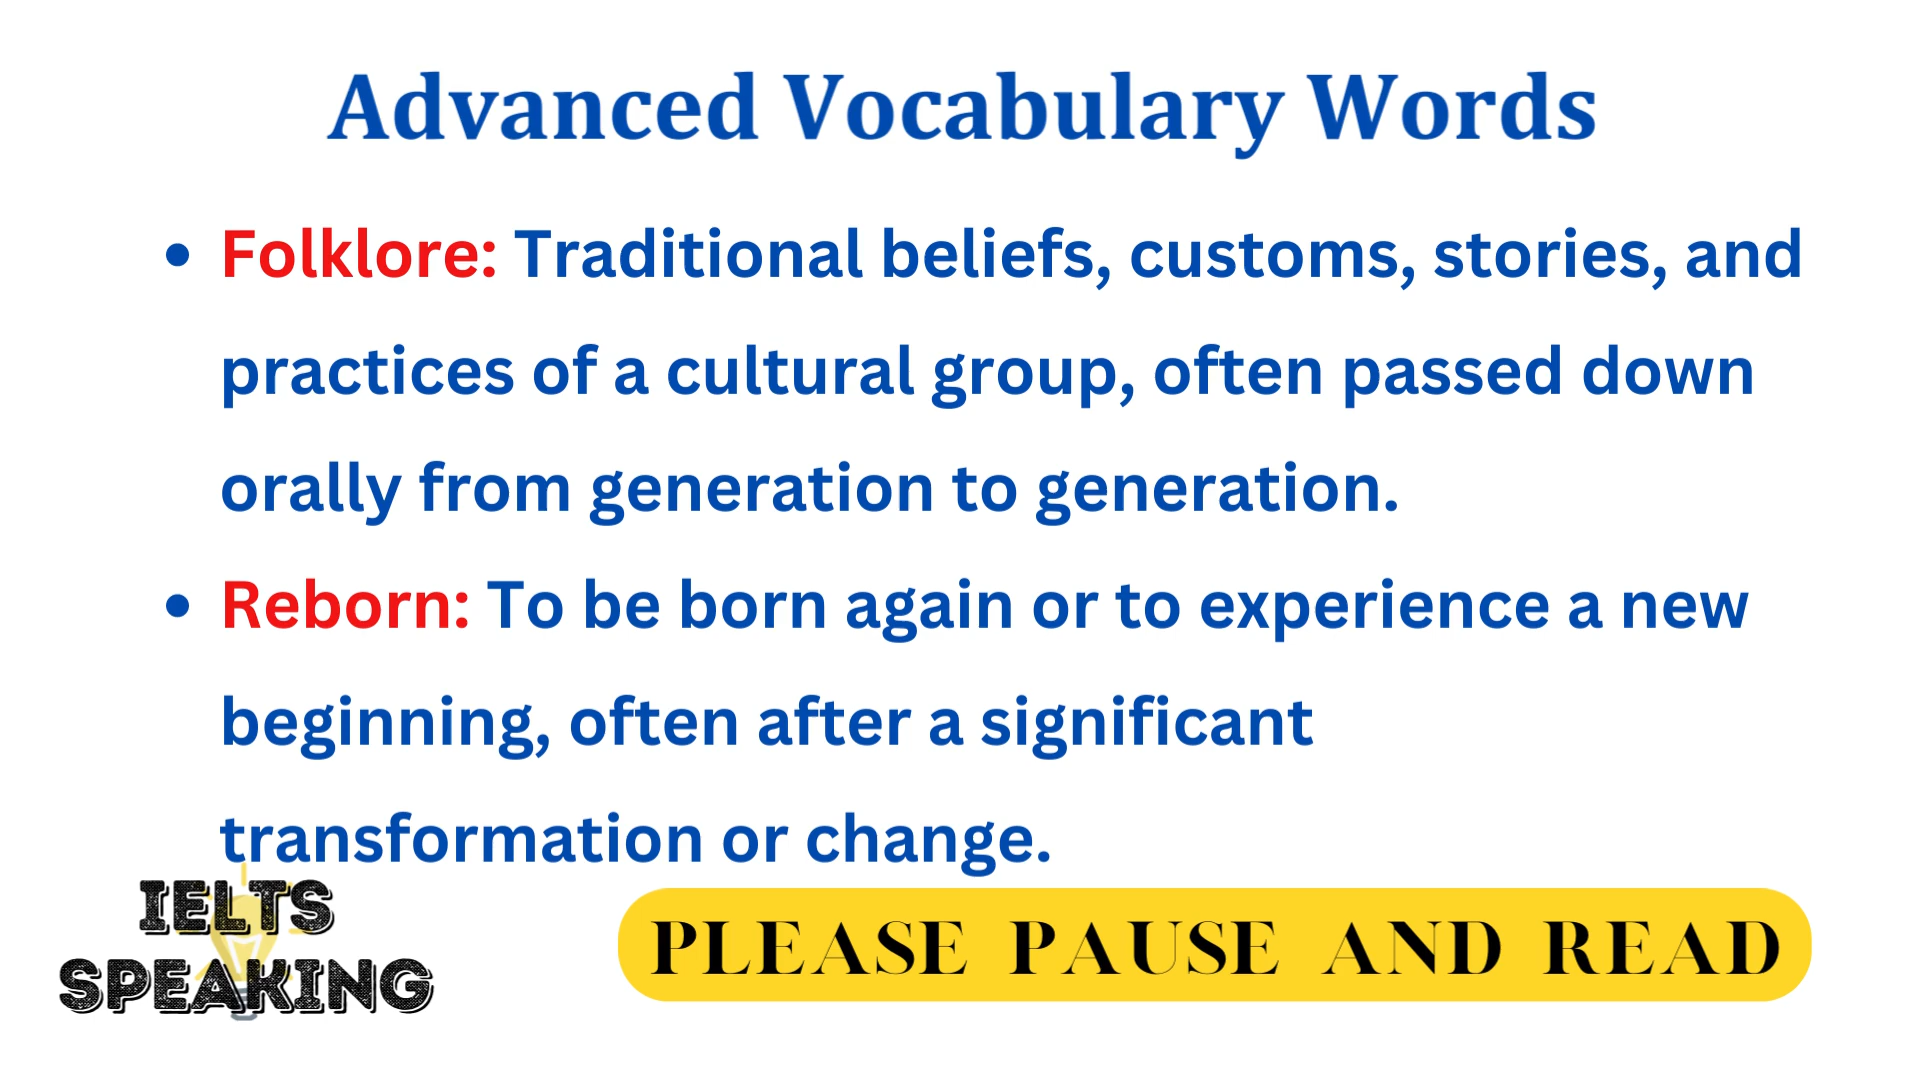 Advanced Vocabulary Words
• Folklore: Traditional beliefs, customs, stories, and
practices of a cultural group, often passed down
orally from generation to generation.
• Reborn: To be born again or to experience a new
beginning, often after a significant
transformation or change.
IELTS
SPEAKING
PLEASE PAUSE AND READ